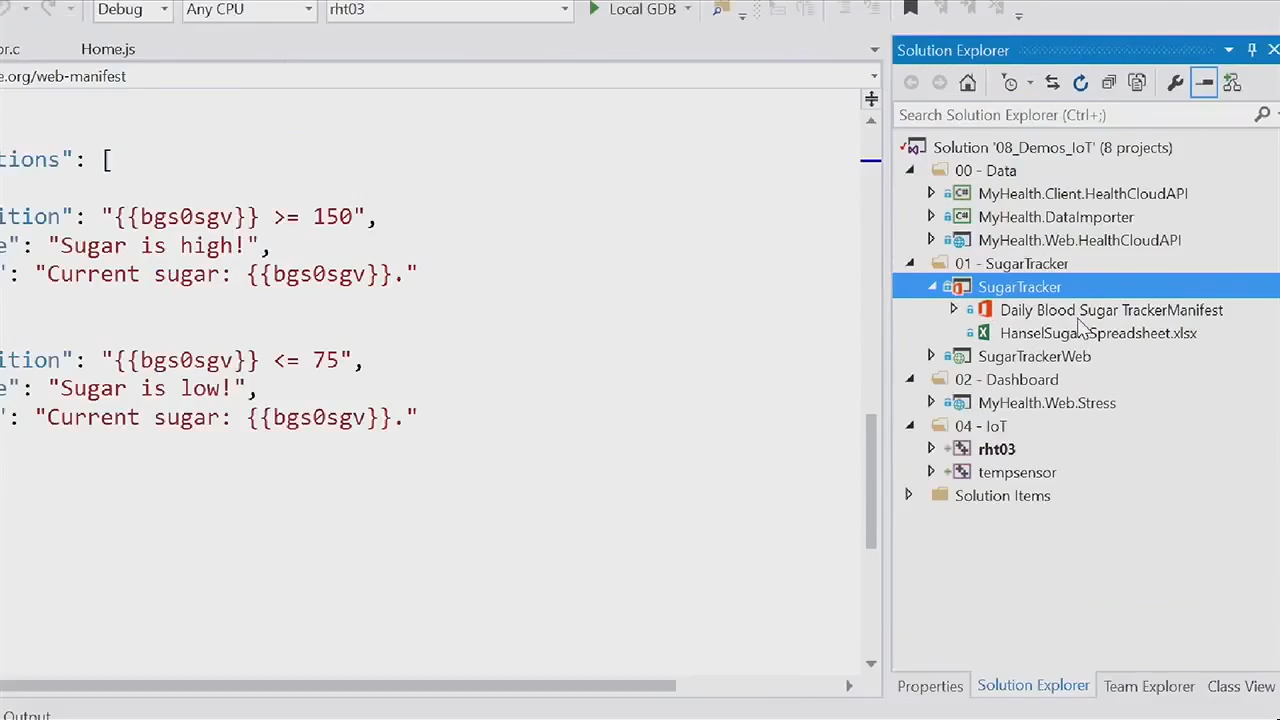 Debug
Any CPU
rht03
Local GDB
r.c
Home.js
e.org/web-manifest
tions": [
ition": "{{bgs0sgv}} >= 150",
e": "Sugar is high!",
": "Current sugar: {{bgs0sgv}}."
ition": "{{bgs0sgv}} <= 75",
e": "Sugar is low!",
": "Current sugar: {{bgs0sgv}}."
Output
Solution Explorer
Search Solution Explorer (Ctrl+;)
Solution '08_Demos_IoT' (8 projects)
00 - Data
MyHealth.Client.HealthCloudAPI
MyHealth.DataImporter
MyHealth.Web.HealthCloudAPI
01 - SugarTracker
SugarTracker
Daily Blood Sugar TrackerManifest
HanselSugarSpreadsheet.xlsx
SugarTrackerWeb
02 - Dashboard
MyHealth.Web.Stress
04 - IoT
rht03
tempsensor
Solution Items
Properties
Solution Explorer
Team Explorer
Class View